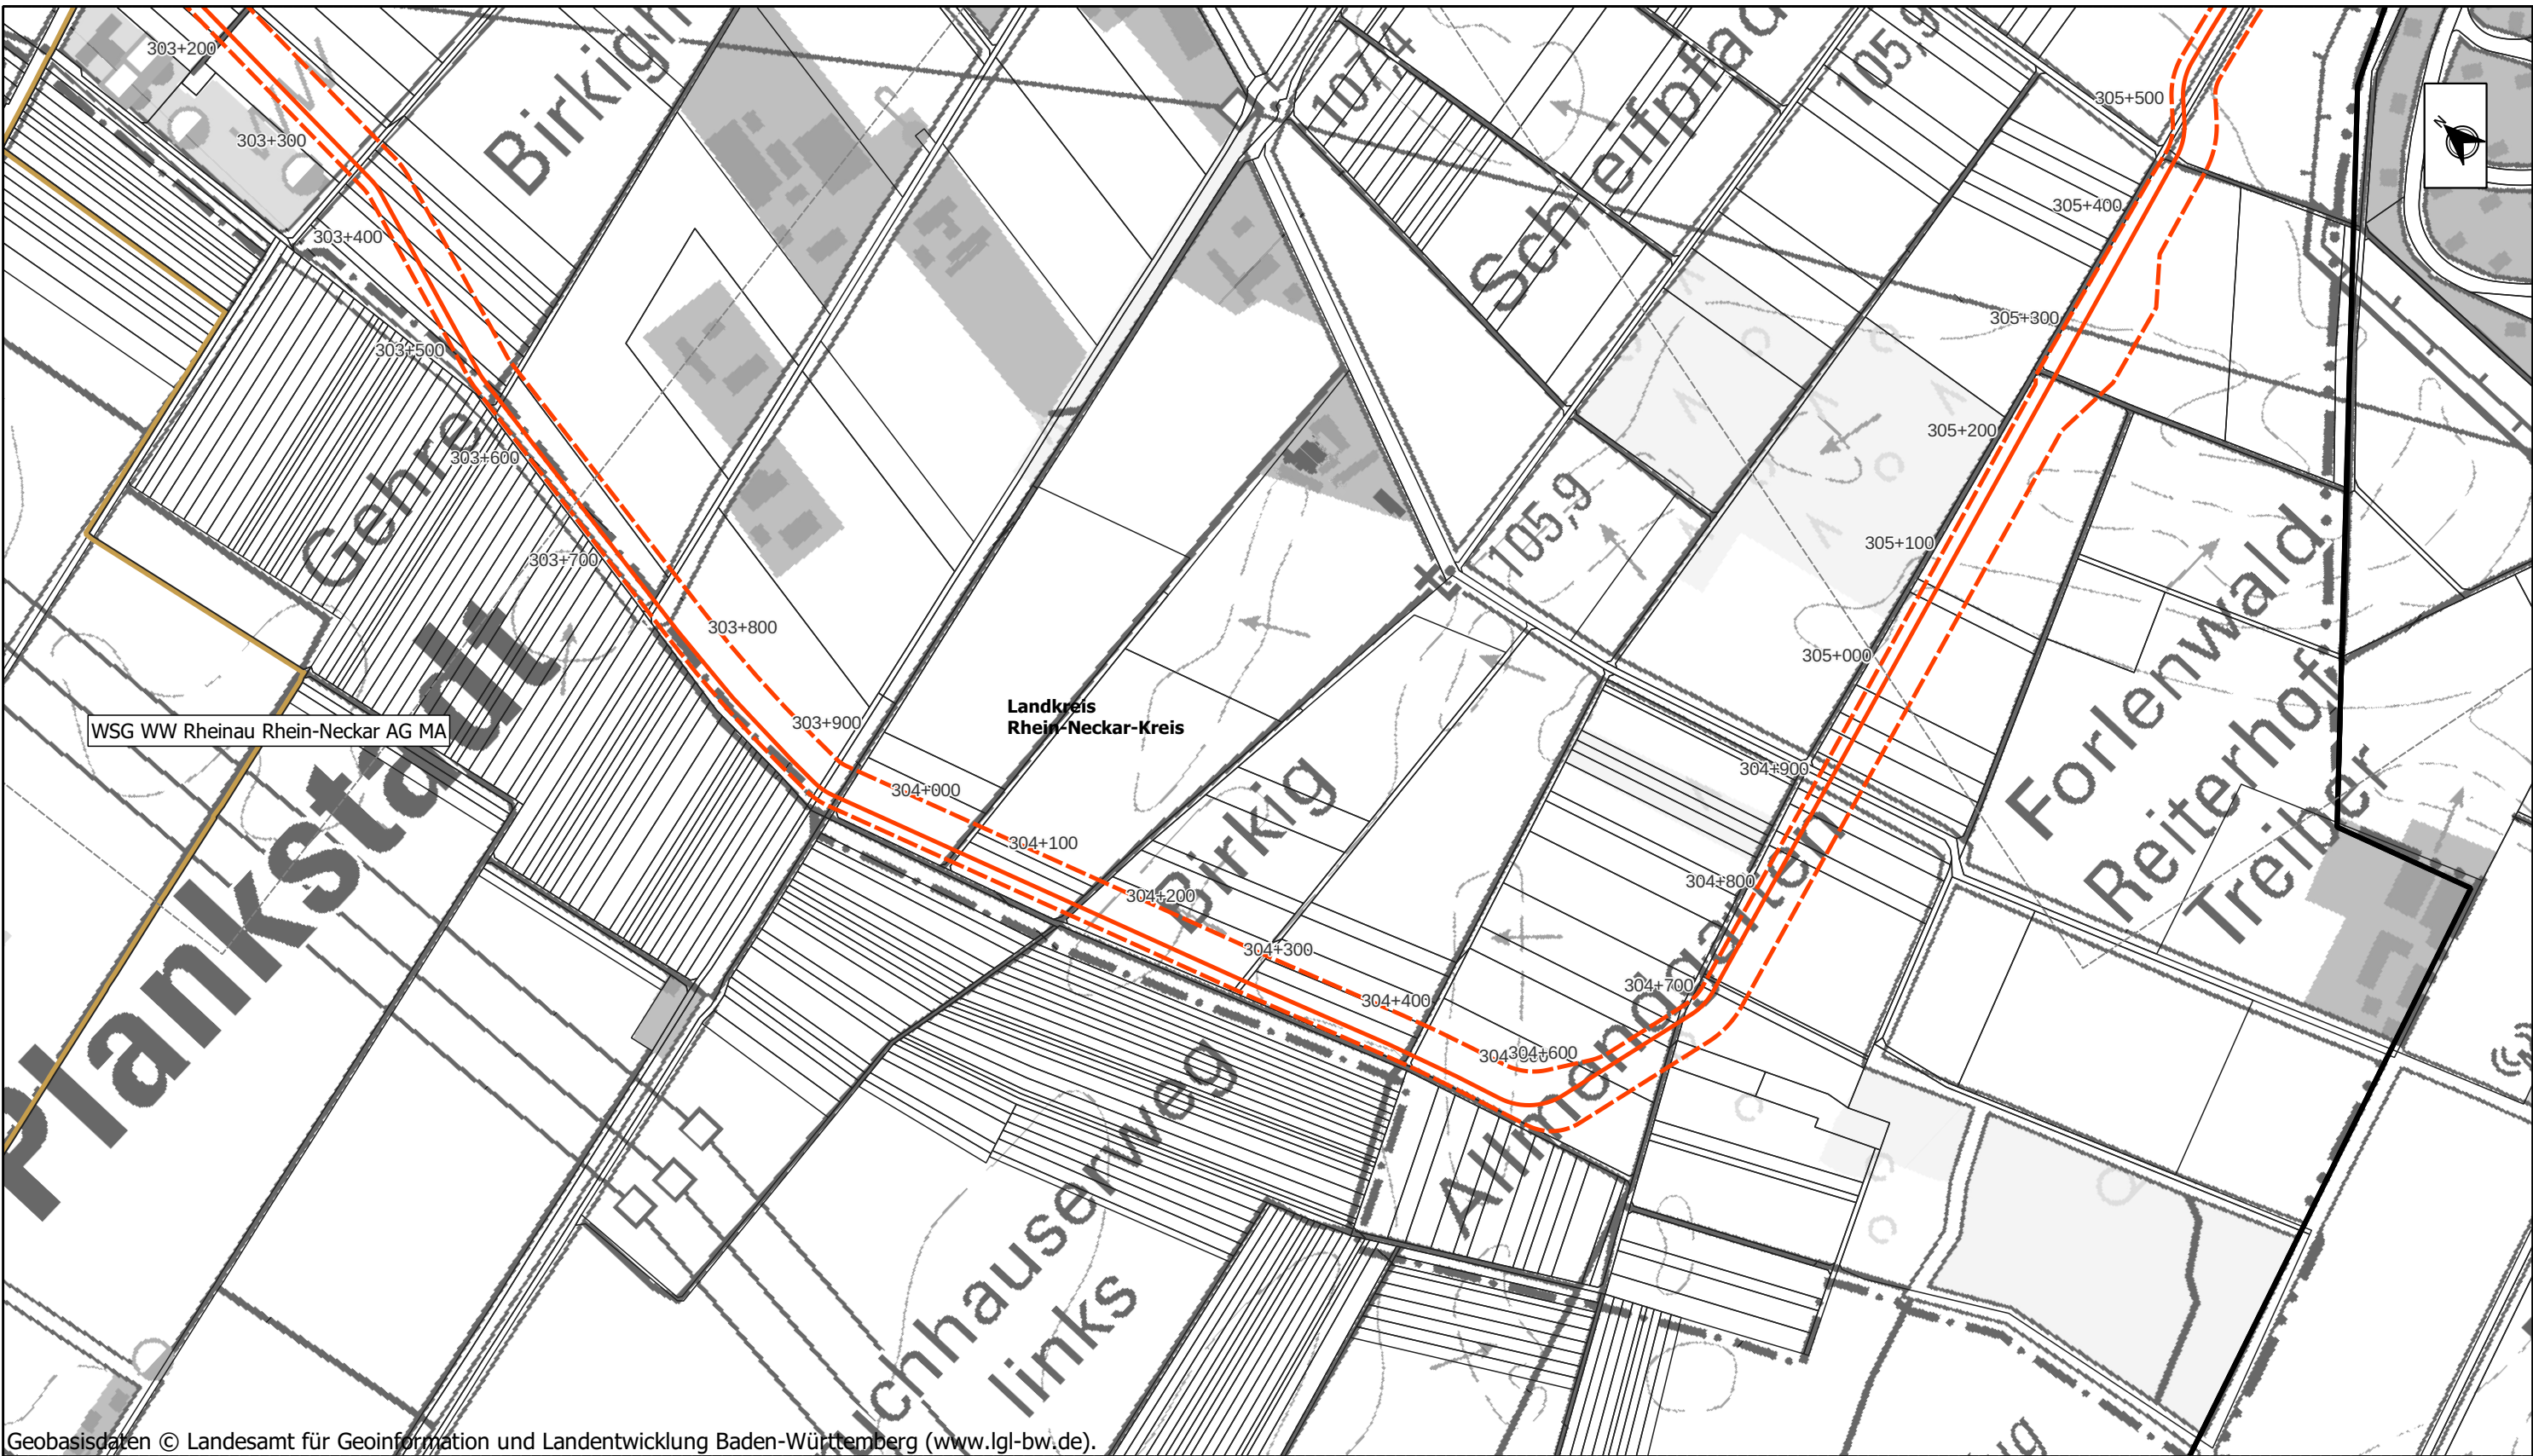 303+200
303+300
303+400
303+500
303+600
303+700
303+800
303+900
304+000
304+100
304+200
304+300
304+400
304+600
304+700
304+800
304+900
305+000
305+100
305+200
305+300
305+400
305+500
107,4
105,9
105,9
N
Gehre
Birkig
Allmondgärten
Forlenwald
Reiterhof
Treiber
Plankstadt
links
WSG WW Rheinau Rhein-Neckar AG MA
Landkreis
Rhein-Neckar-Kreis
Geobasisdaten © Landesamt für Geoinformation und Landentwicklung Baden-Württemberg (www.lgl-bw.de).